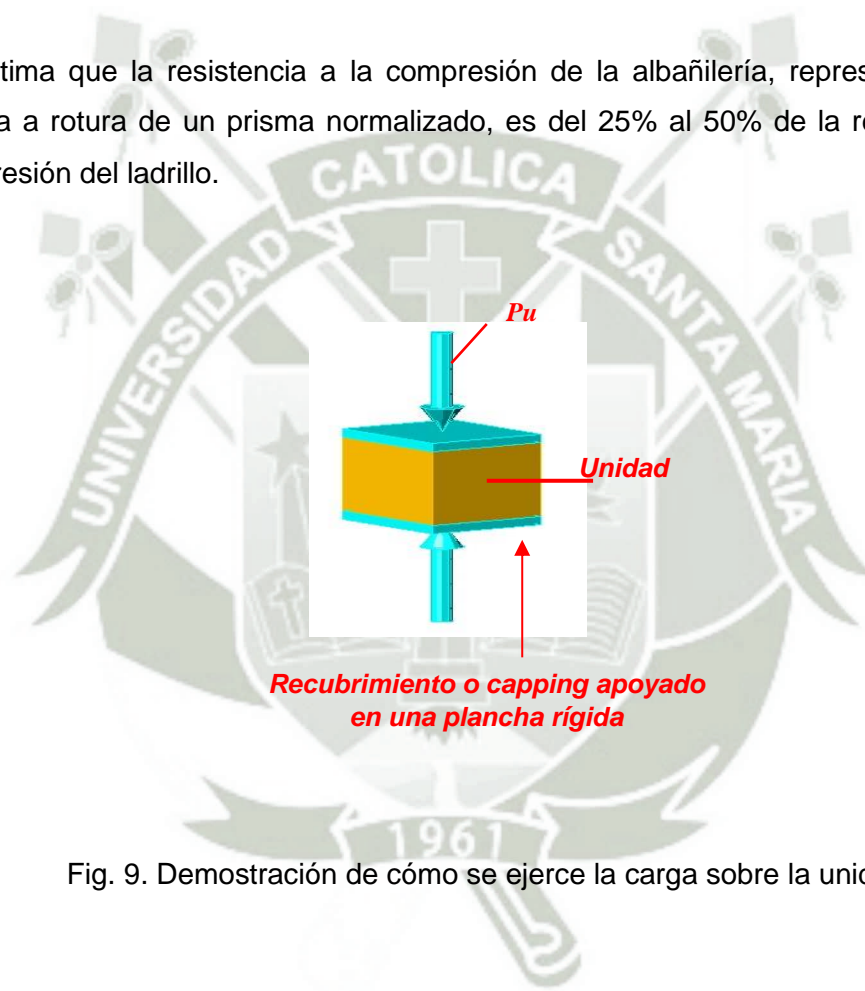 tima que la resistencia a la compresión de la albañilería, repres
a a rotura de un prisma normalizado, es del 25% al 50% de la r
resión del ladrillo.
UNIVERSIDAD CATOLICA SANTA MARIA
Pu
Unidad
Recubrimiento o capping apoyado
en una plancha rígida
1961
Fig. 9. Demostración de cómo se ejerce la carga sobre la unid